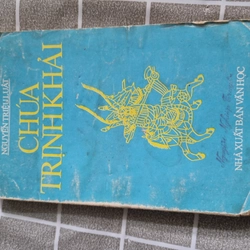 NGUYỄN TRIỆU LUẬT
CHÚA
TRỊNH KHẢI
NHÀ XUẤT BẢN VĂN HỌC